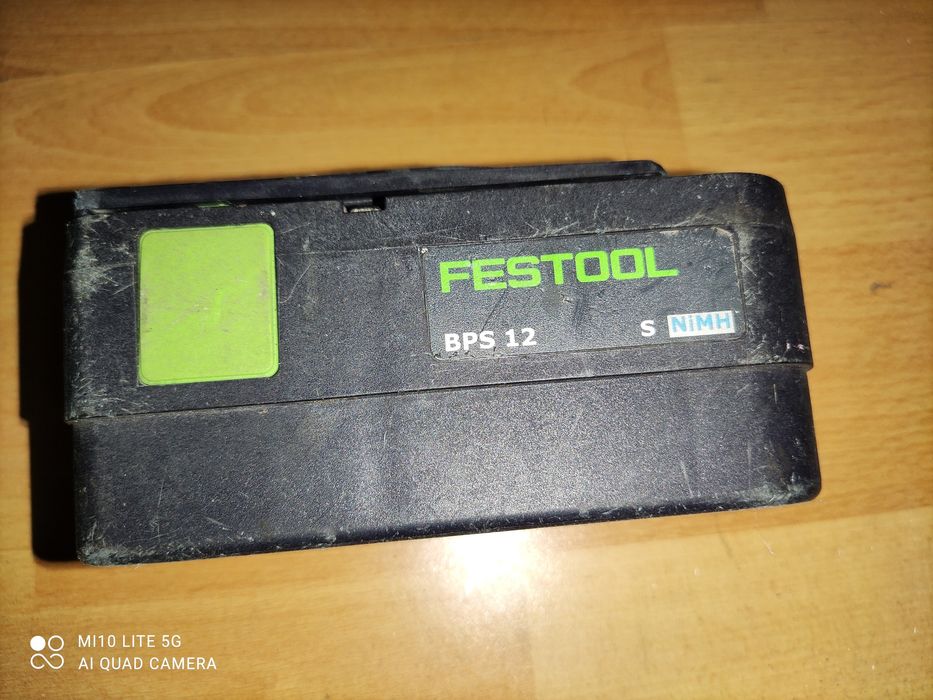 FESTOOL
BPS 12 S NiMH
MI10 LITE 5G
AI QUAD CAMERA